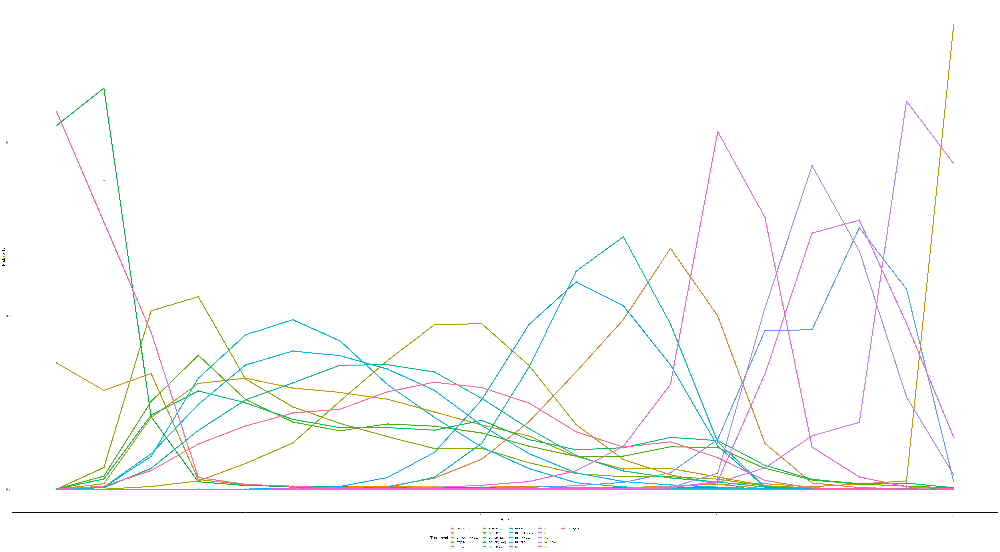 0.4
0.2
0.0
Probability
5
10
15
20
Rank
Treatment
0+A242:A261
BT
BT(PGA) + PA + SLC
BT(TN)
BT + AP
BT + CP(ac)
BT + CP(dt)
BT + CP(mc)
BT + CP(talc-dt)
BT + CP(talc)
BT + PA
BT + PA + CP(mc)
BT + PA + SLC
BT + SLC
CT
CTD
IT
MA
MA + CP(mc)
PT
TSCP(Talc)